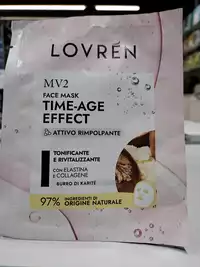 LOVRÉN
MV2
FACE MASK
TIME-AGE
EFFECT
ATTIVO RIMPOLPANTE
TONIFICANTE
E RIVITALIZZANTE
CON ELASTINA
E COLLAGENE
BURRO DI KARITÈ
97% INGREDIENTI DI
ORIGINE NATURALE